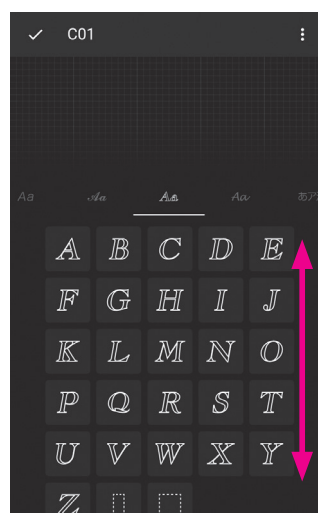 C01
Aa Aa Aa Aa あア
A B C D E
F G H I J
K L M N O
P Q R S T
U V W X Y
Z